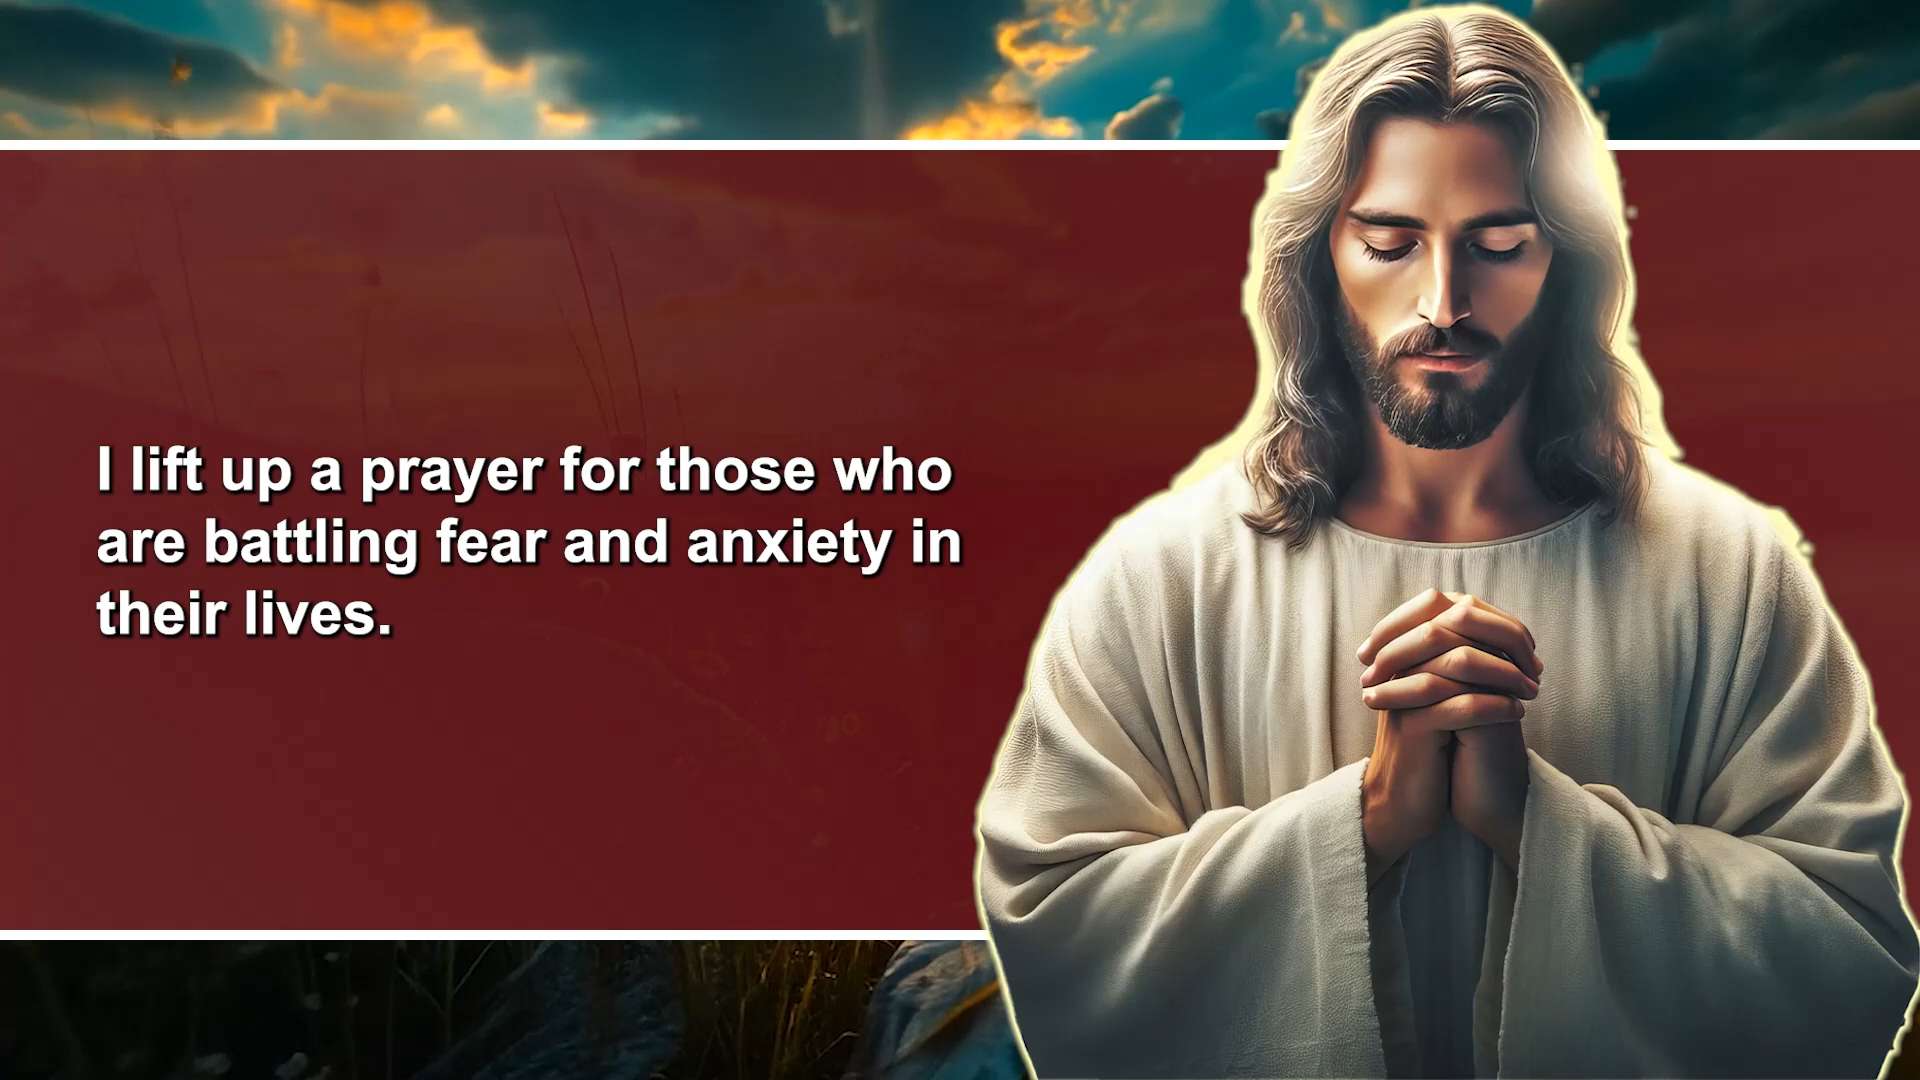 I lift up a prayer for those who
are battling fear and anxiety in
their lives.